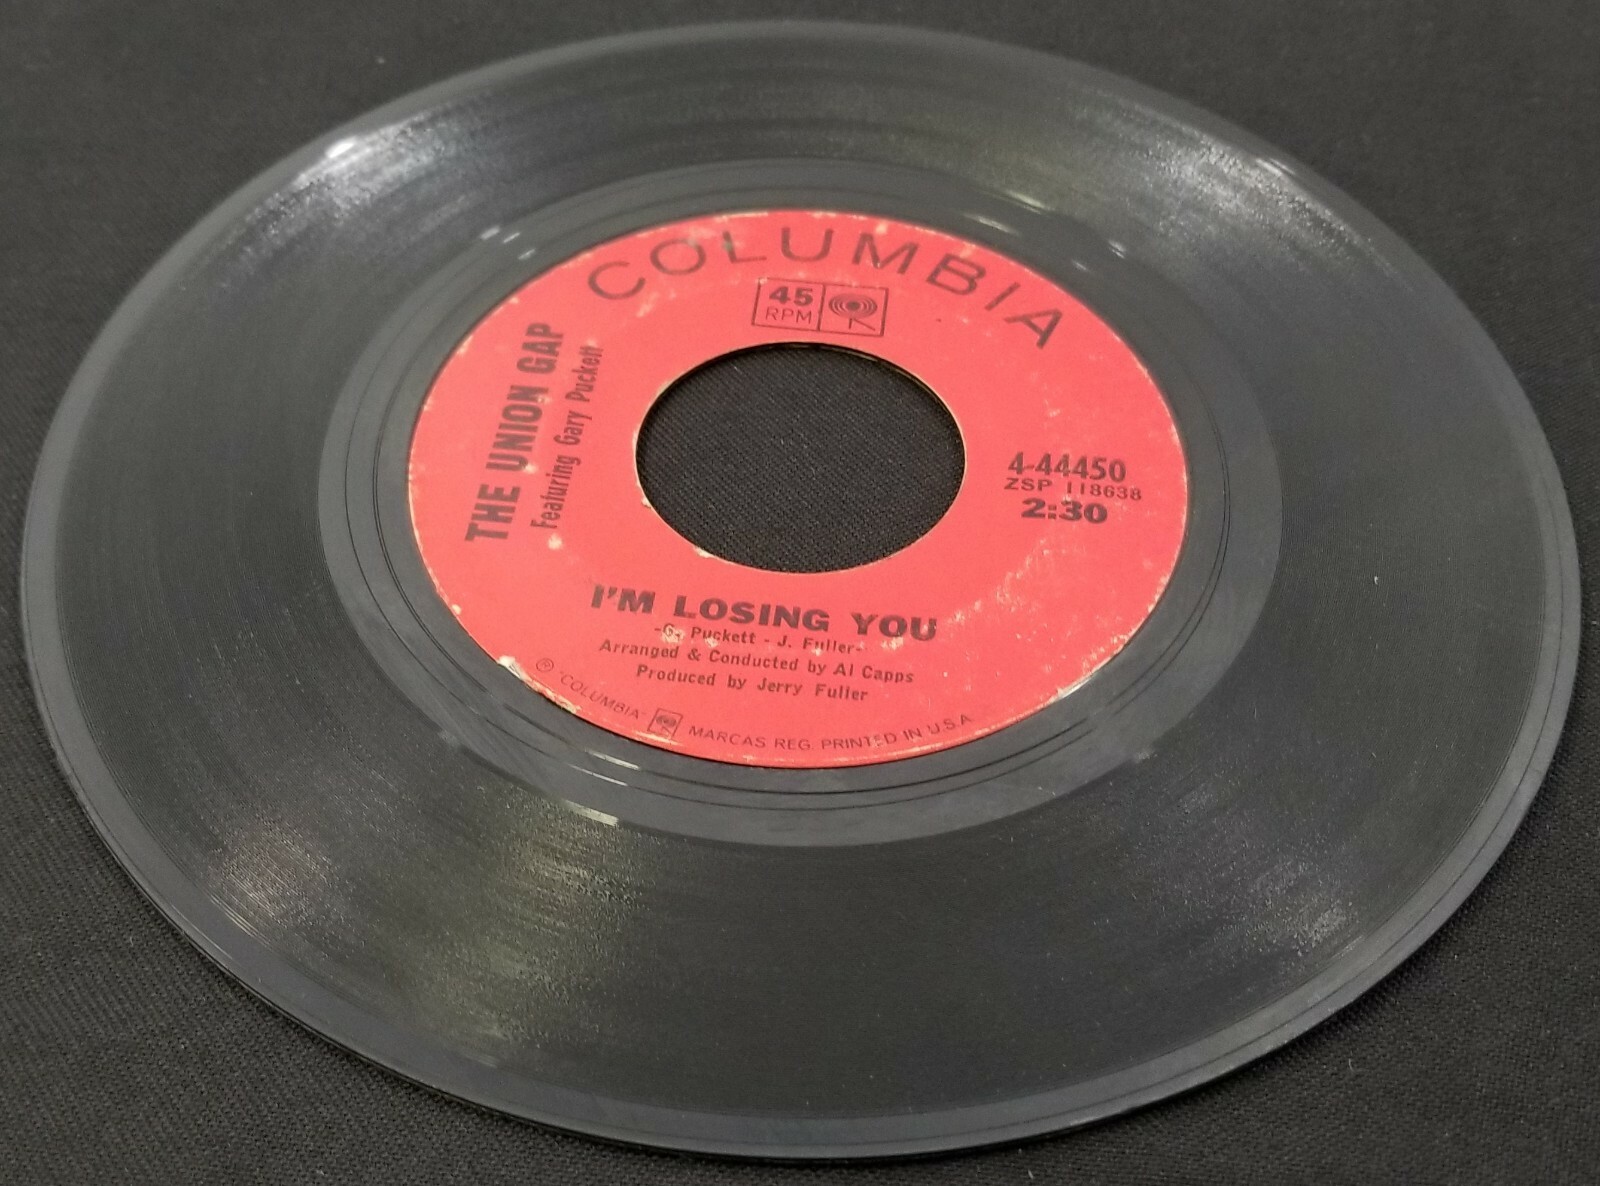 COLUMBIA
45
RPM
THE UNION GAP
Featuring Gary Puckett
4-44450
ZSP 118638
2:30
I'M LOSING YOU
-G. Puckett - J. Fuller-
Arranged & Conducted by Al Capps
Produced by Jerry Fuller
® "COLUMBIA" MARCAS REG. PRINTED IN U.S.A.